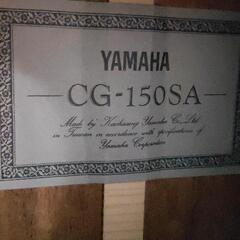 YAMAHA
CG-150SA
Made by Kaohsiung Yamaha Co., Ltd.
in Taiwan in accordance with specifications of
Yamaha Corporation